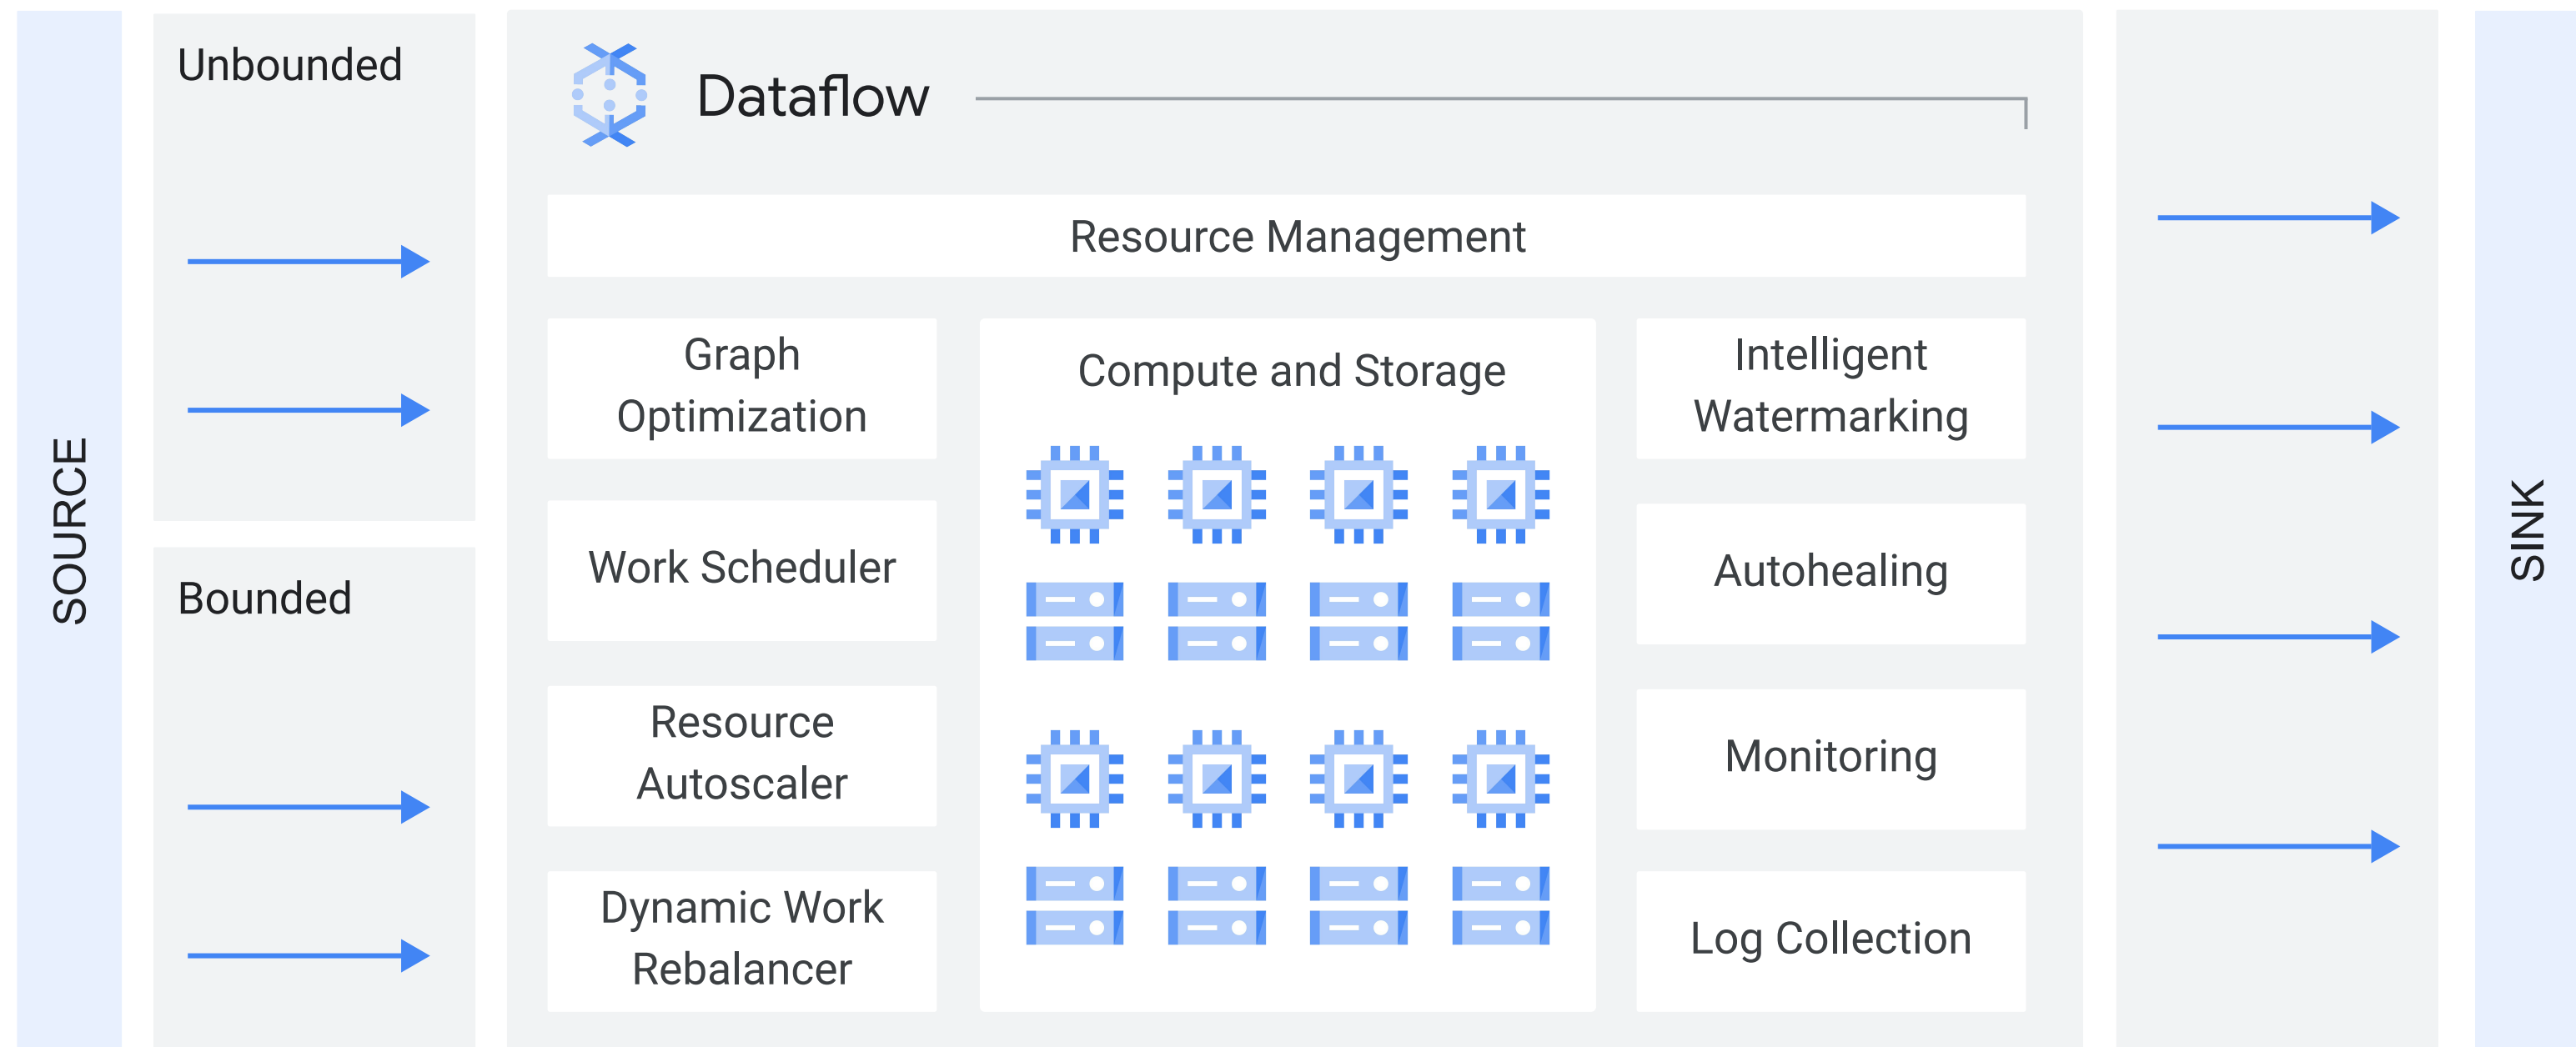 SOURCE
Unbounded
Bounded
Dataflow
Resource Management
Graph
Optimization
Work Scheduler
Resource
Autoscaler
Dynamic Work
Rebalancer
Compute and Storage
Intelligent
Watermarking
Autohealing
Monitoring
Log Collection
SINK